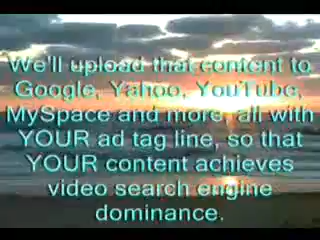 We'll upload that content to
Google, Yahoo, YouTube,
MySpace and more, all with
YOUR ad tag line, so that
YOUR content achieves
video search engine
dominance.